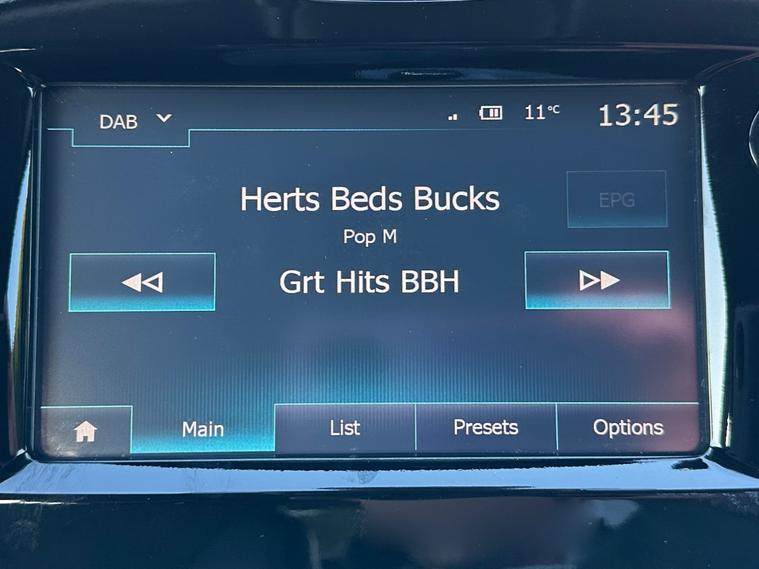 DAB 11°C 13:45
Herts Beds Bucks
EPG
Pop M
Grt Hits BBH
Main List Presets Options